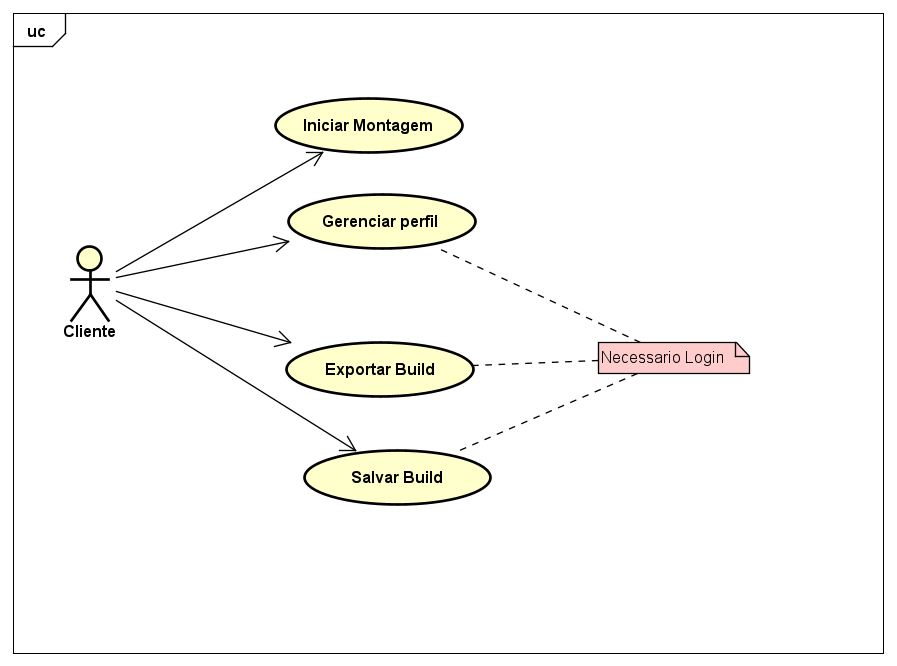 uc
Iniciar Montagem
Gerenciar perfil
Cliente
Exportar Build
Necessario Login
Salvar Build